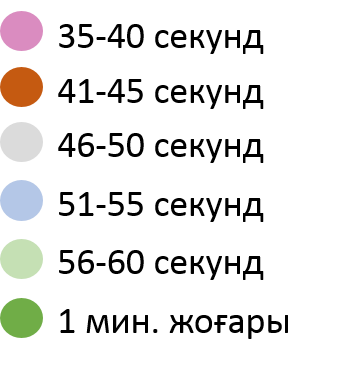 35-40 секунд
41-45 секунд
46-50 секунд
51-55 секунд
56-60 секунд
1 мин. жоғары